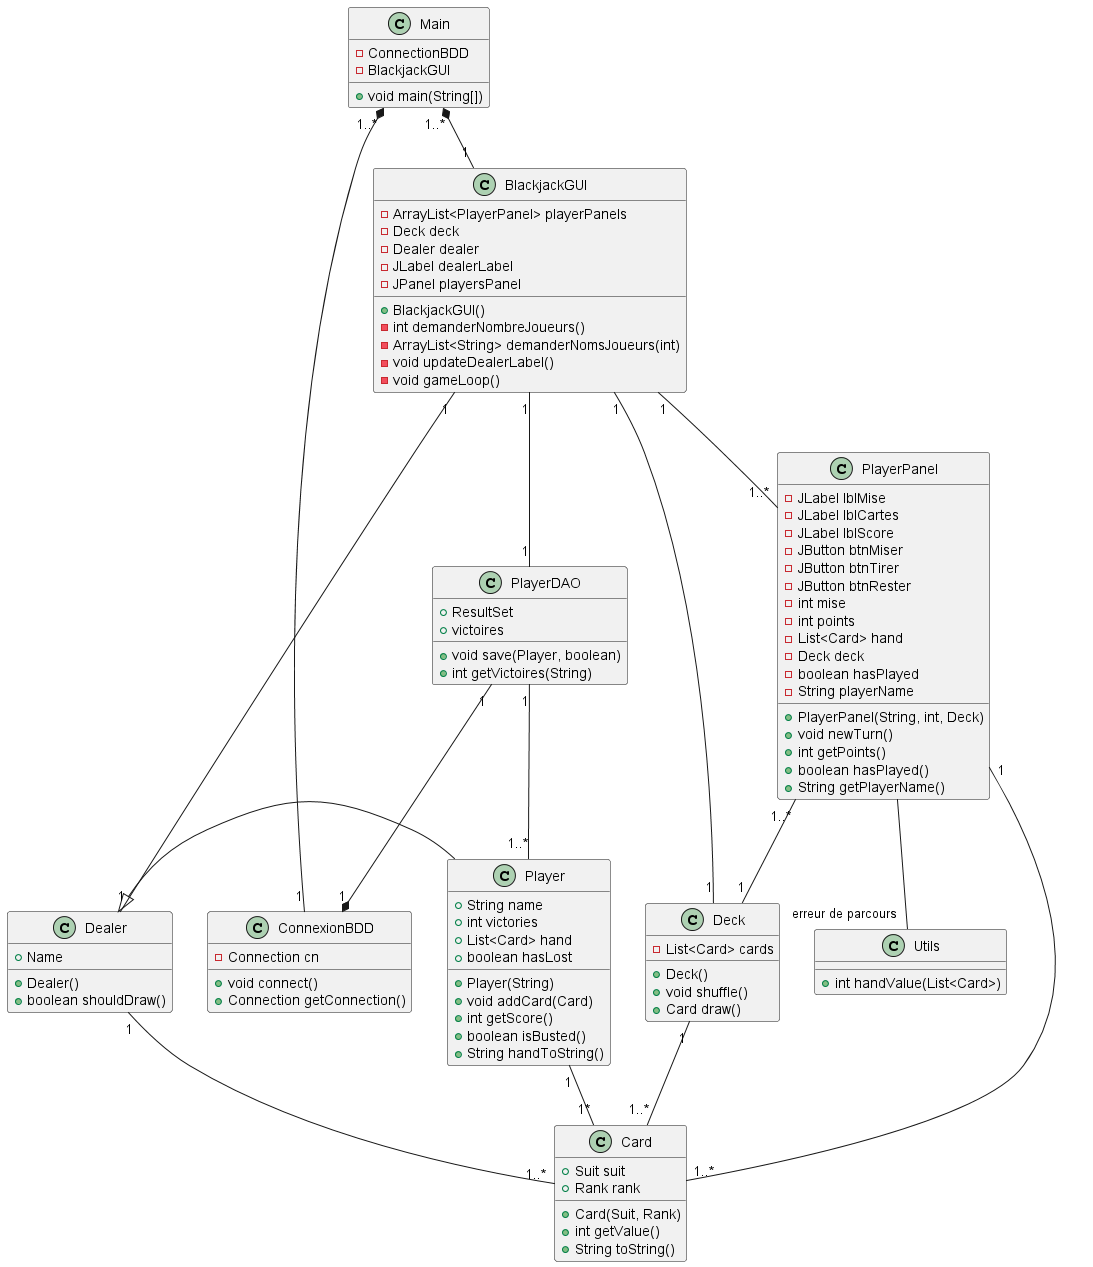 C Main
ConnectionBDD
BlackjackGUI
void main(String[])
1..*
1..*
1
C BlackjackGUI
ArrayList<PlayerPanel> playerPanels
Deck deck
Dealer dealer
JLabel dealerLabel
JPanel playersPanel
BlackjackGUI()
int demanderNombreJoueurs()
ArrayList<String> demanderNomsJoueurs(int)
void updateDealerLabel()
void gameLoop()
1
1
1
1
1..*
C PlayerPanel
JLabel lblMise
JLabel lblCartes
JLabel lblScore
JButton btnMiser
JButton btnTirer
JButton btnRester
int mise
int points
List<Card> hand
Deck deck
boolean hasPlayed
String playerName
PlayerPanel(String, int, Deck)
void newTurn()
int getPoints()
boolean hasPlayed()
String getPlayerName()
1
C PlayerDAO
ResultSet
victoires
void save(Player, boolean)
int getVictoires(String)
1
1
1..*
1
1..*
C Player
String name
int victories
List<Card> hand
boolean hasLost
Player(String)
void addCard(Card)
int getScore()
boolean isBusted()
String handToString()
1
1
1
1
1
erreur de parcours
C Dealer
Name
Dealer()
boolean shouldDraw()
C ConnexionBDD
Connection cn
void connect()
Connection getConnection()
C Deck
List<Card> cards
Deck()
void shuffle()
Card draw()
C Utils
int handValue(List<Card>)
1
1
1
1*
1..*
1..*
1..*
C Card
Suit suit
Rank rank
Card(Suit, Rank)
int getValue()
String toString()